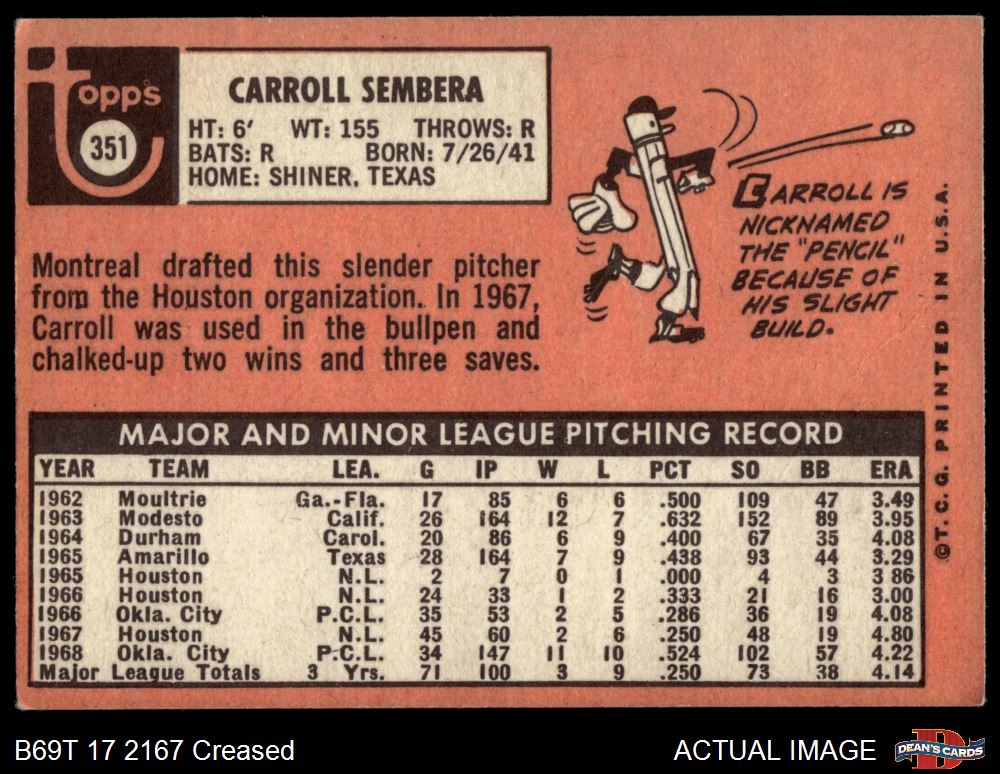 Topps
351
CARROLL SEMBERA
HT: 6' WT: 155 THROWS: R
BATS: R BORN: 7/26/41
HOME: SHINER, TEXAS
Montreal drafted this slender pitcher
from the Houston organization. In 1967,
Carroll was used in the bullpen and
chalked-up two wins and three saves.
CARROLL IS
NICKNAMED
THE "PENCIL"
BECAUSE OF
HIS SLIGHT
BUILD.
©T.C.G. PRINTED IN U.S.A.
MAJOR AND MINOR LEAGUE PITCHING RECORD
YEAR TEAM LEA. G IP W L PCT SO BB ERA
1962 Moultrie Ga.-Fla. 17 85 6 6 .500 109 47 3.49
1963 Modesto Calif. 26 164 12 7 .632 152 89 3.95
1964 Durham Carol. 20 86 6 9 .400 67 35 4.08
1965 Amarillo Texas 28 164 7 9 .438 93 44 3.29
1965 Houston N.L. 2 7 0 1 .000 4 3 3 86
1966 Houston N.L. 24 33 1 2 .333 21 16 3.00
1966 Okla. City P.C.L. 35 53 2 5 .286 36 19 4.08
1967 Houston N.L. 45 60 2 6 .250 48 19 4.80
1968 Okla. City P.C.L. 34 147 11 10 .524 102 57 4.22
Major League Totals 3 Yrs. 71 100 3 9 .250 73 38 4.14
B69T 17 2167 Creased
ACTUAL IMAGE
D
DEAN'S CARDS